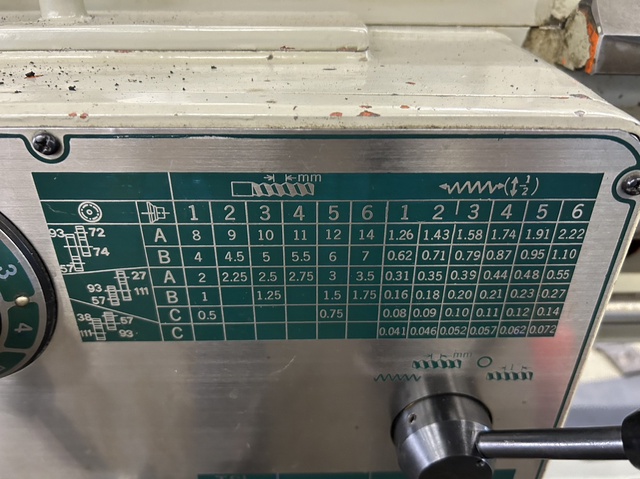 mm (1/2)
1 2 3 4 5 6 1 2 3 4 5 6
93 72 A 8 9 10 11 12 14 1.26 1.43 1.58 1.74 1.91 2.22
74 57 B 4 4.5 5 5.5 6 7 0.62 0.71 0.79 0.87 0.95 1.10
27 A 2 2.25 2.5 2.75 3 3.5 0.31 0.35 0.39 0.44 0.48 0.55
93 57 111 B 1 1.25 1.5 1.75 0.16 0.18 0.20 0.21 0.23 0.27
38 57 C 0.5 0.75 0.08 0.09 0.10 0.11 0.12 0.14
111 93 C 0.041 0.046 0.052 0.057 0.062 0.072
3
4
mm